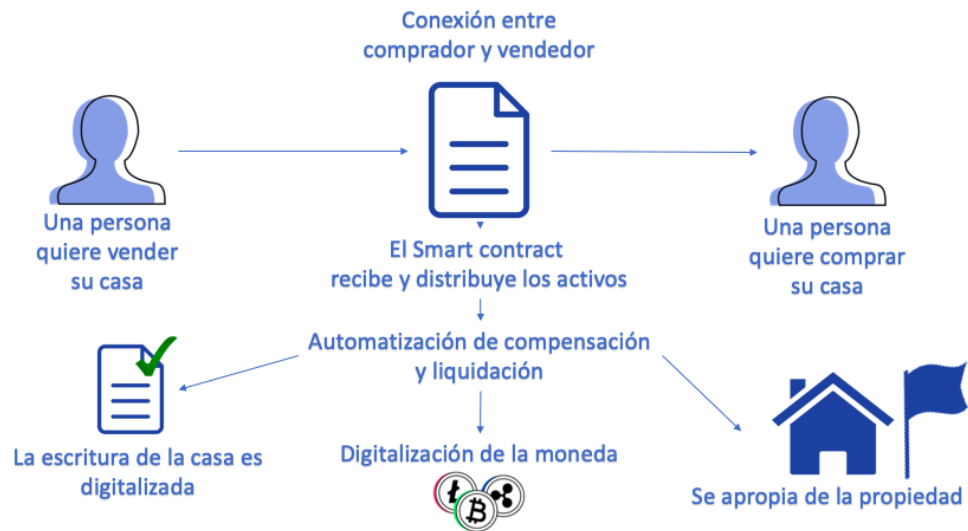 Conexión entre
comprador y vendedor
Una persona
quiere vender
su casa
El Smart contract
recibe y distribuye los activos
Una persona
quiere comprar
su casa
Automatización de compensación
y liquidación
La escritura de la casa es
digitalizada
Digitalización de la moneda
Se apropia de la propiedad